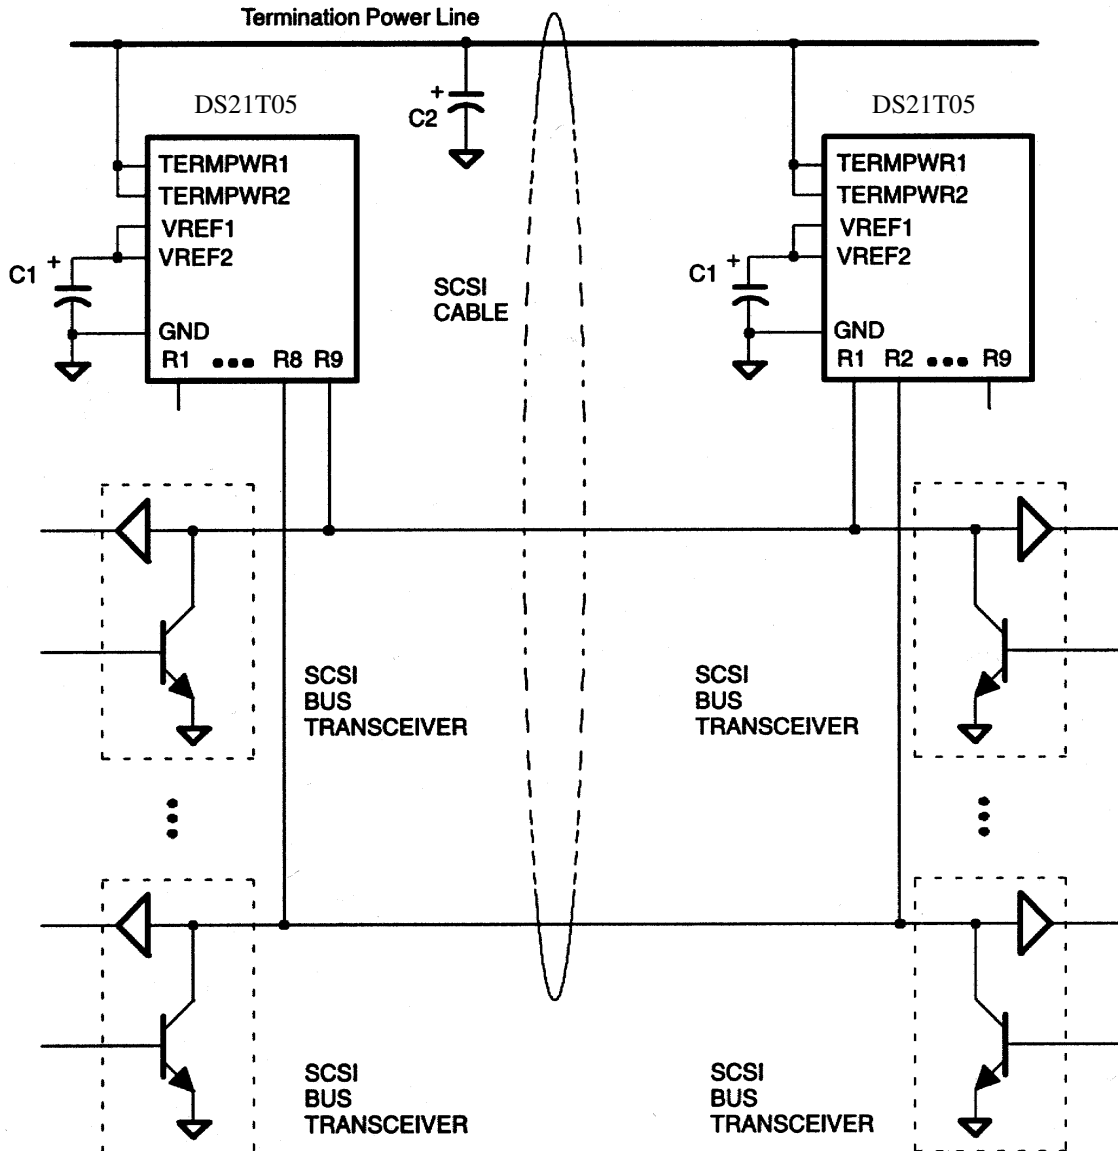 Termination Power Line
+
C2
DS21T05
TERMPWR1
TERMPWR2
VREF1
VREF2
C1 +
GND
R1 ••• R8 R9
SCSI
CABLE
DS21T05
TERMPWR1
TERMPWR2
VREF1
VREF2
C1 +
GND
R1 R2 ••• R9
SCSI
BUS
TRANSCEIVER
SCSI
BUS
TRANSCEIVER
SCSI
BUS
TRANSCEIVER
SCSI
BUS
TRANSCEIVER